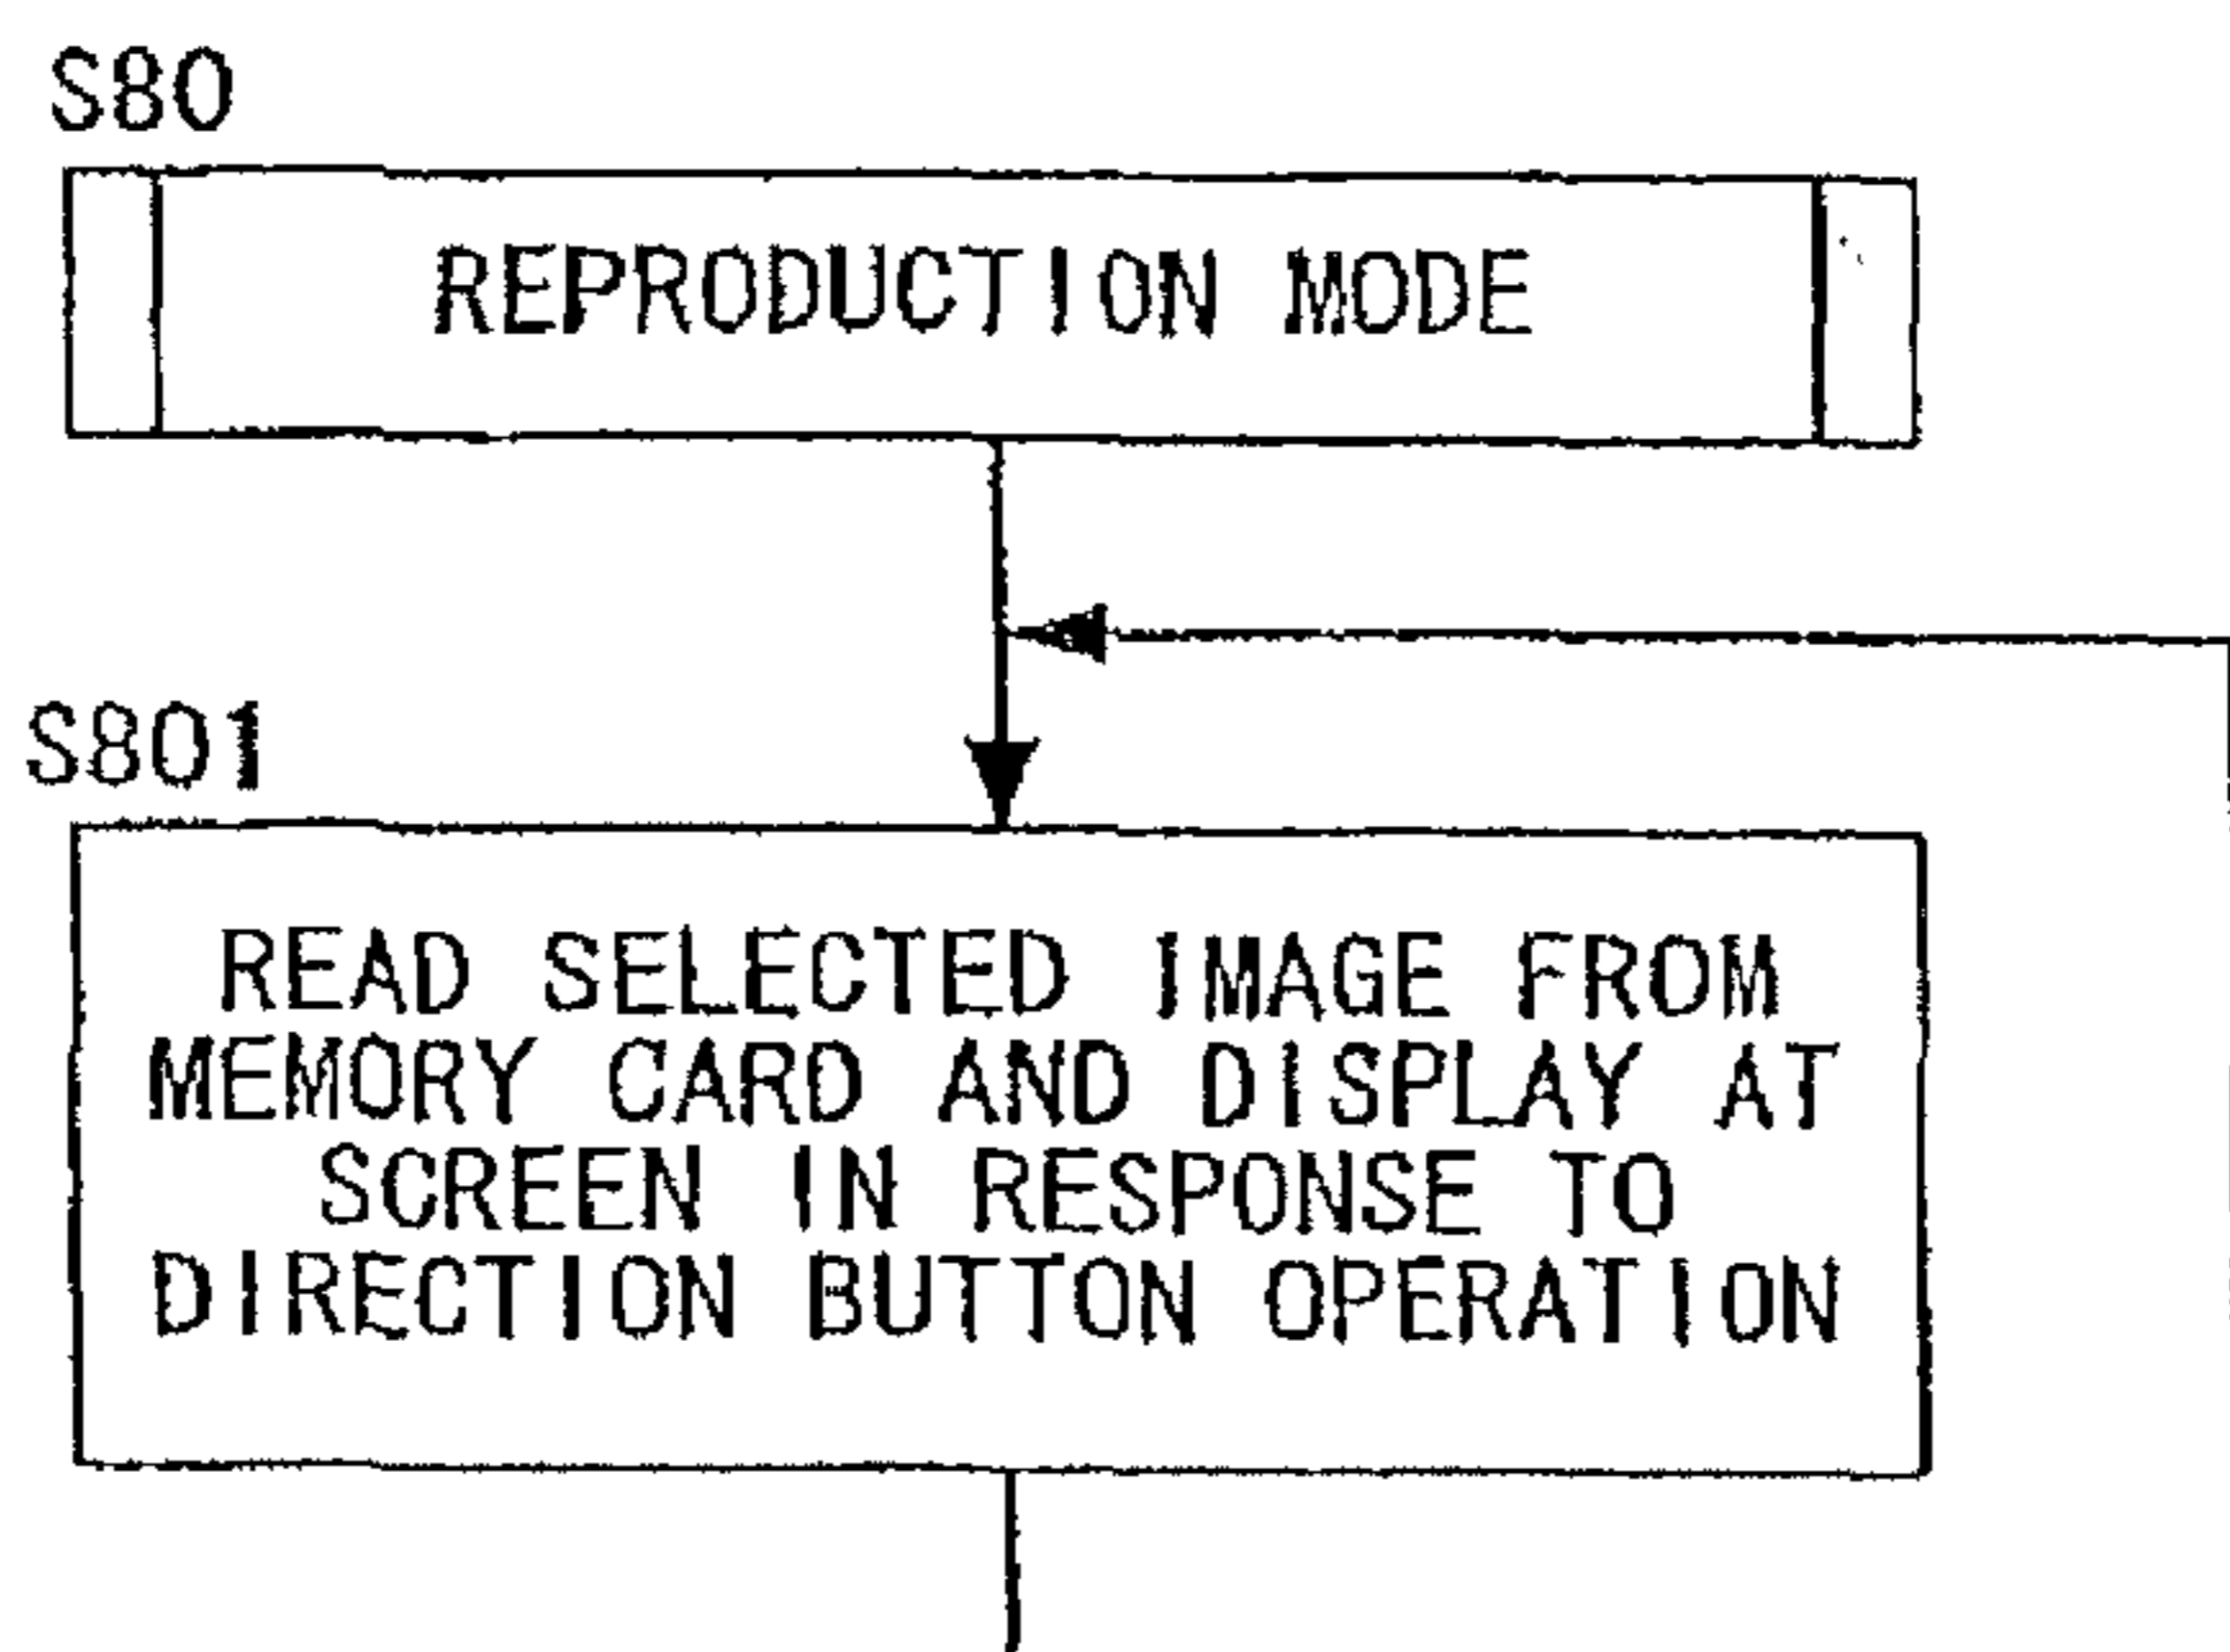 S80
REPRODUCTION MODE
S801
READ SELECTED IMAGE FROM
MEMORY CARD AND DISPLAY AT
SCREEN IN RESPONSE TO
DIRECTION BUTTON OPERATION